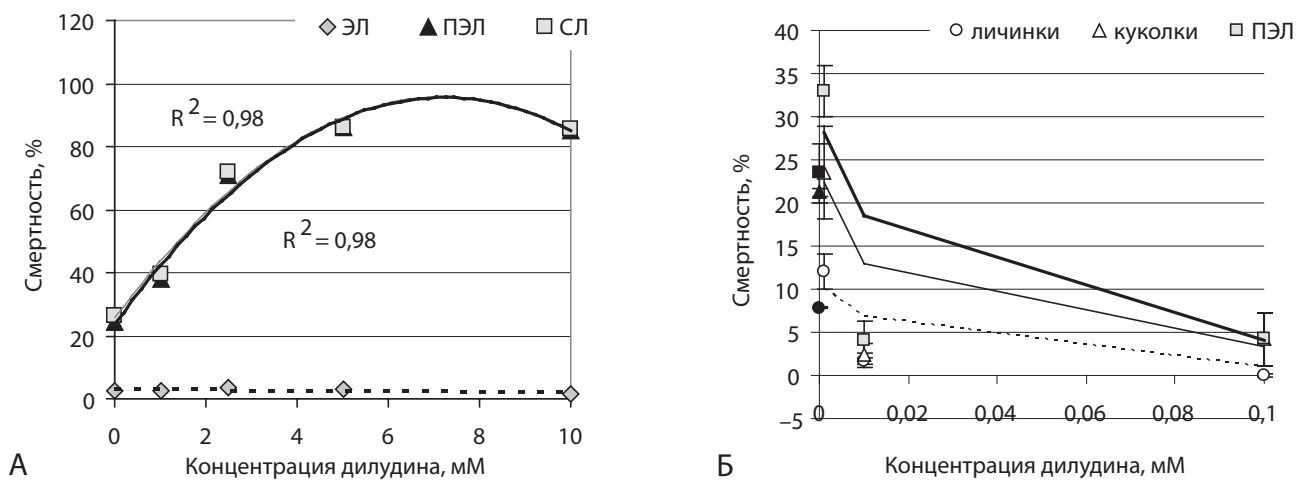 120
100
80
60
40
20
0
Смертность, %
ЭЛ ПЭЛ СЛ
R² = 0,98
R² = 0,98
0 2 4 6 8 10
Концентрация дилудина, мМ
А
40
35
30
25
20
15
10
5
0
–5
Смертность, %
личинки куколки ПЭЛ
0 0,02 0,04 0,06 0,08 0,1
Концентрация дилудина, мМ
Б